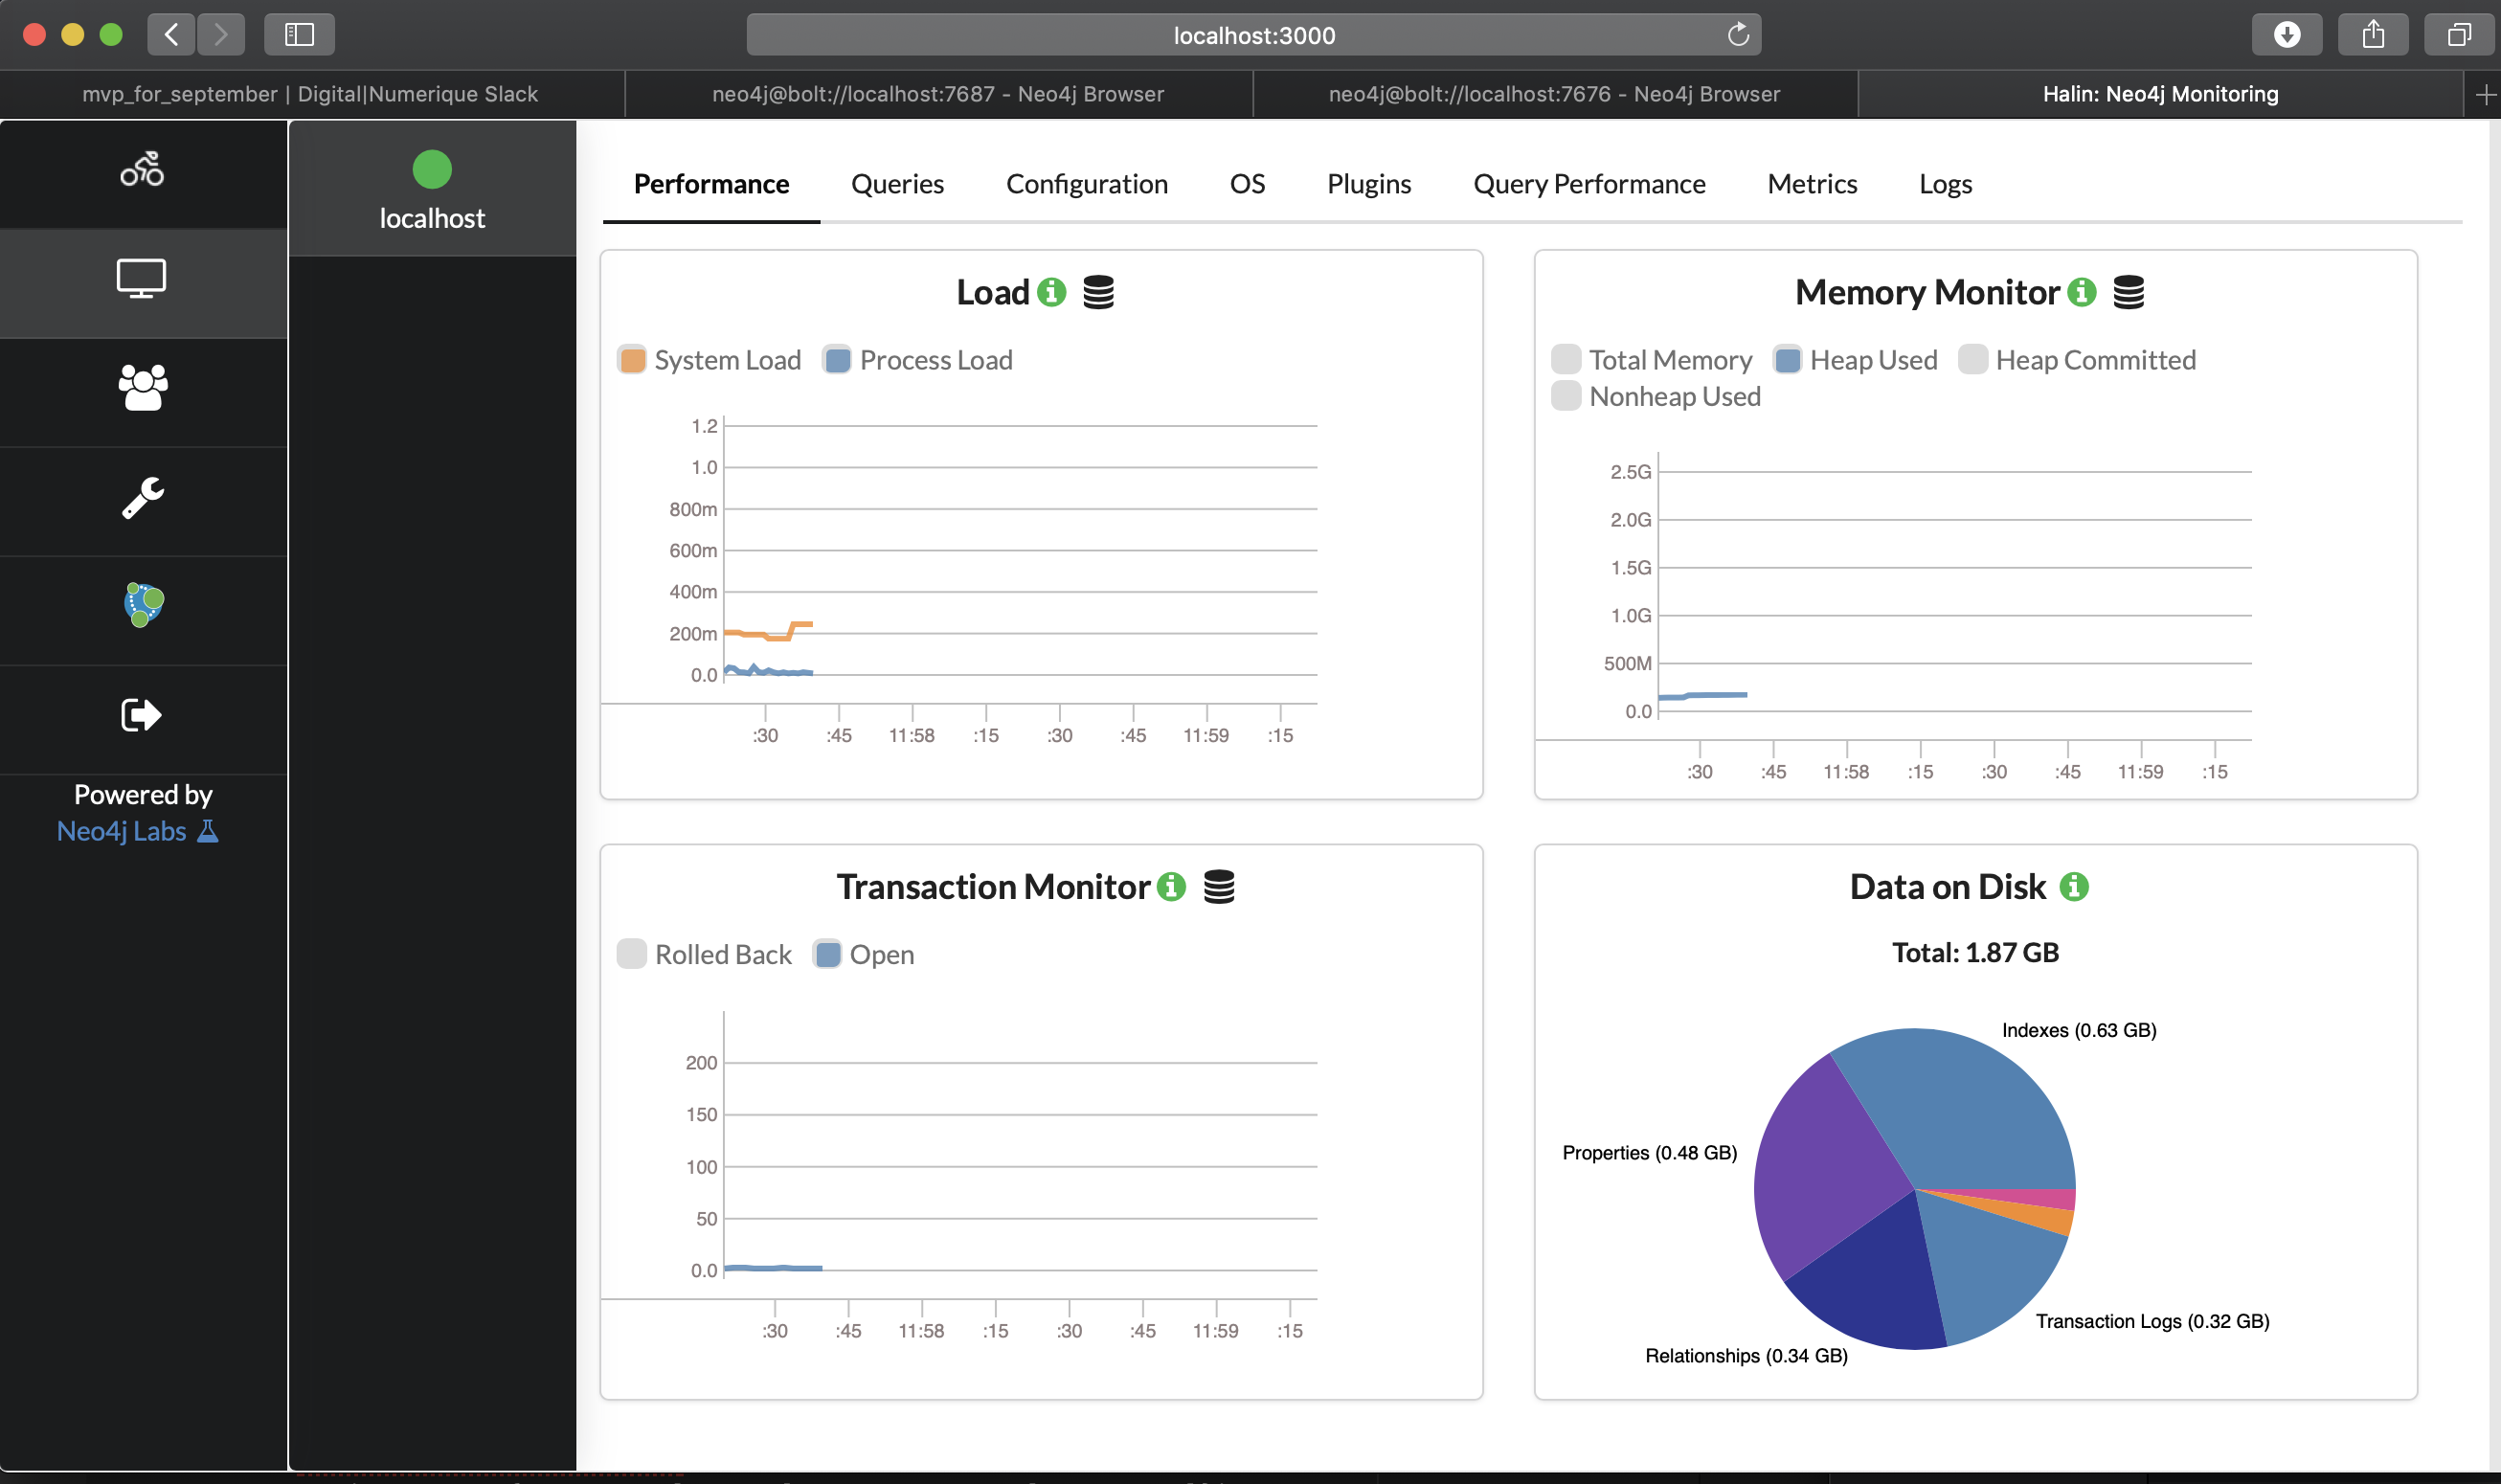 localhost:3000
mvp_for_september | Digital|Numerique Slack
neo4j@bolt://localhost:7687 - Neo4j Browser
neo4j@bolt://localhost:7676 - Neo4j Browser
Halin: Neo4j Monitoring
localhost
Powered by
Neo4j Labs
Performance Queries Configuration OS Plugins Query Performance Metrics Logs
Load
System Load Process Load
1.2
1.0
800m
600m
400m
200m
0.0
:30 :45 11:58 :15 :30 :45 11:59 :15
Memory Monitor
Total Memory Heap Used Heap Committed
Nonheap Used
2.5G
2.0G
1.5G
1.0G
500M
0.0
:30 :45 11:58 :15 :30 :45 11:59 :15
Transaction Monitor
Rolled Back Open
200
150
100
50
0.0
:30 :45 11:58 :15 :30 :45 11:59 :15
Data on Disk
Total: 1.87 GB
Indexes (0.63 GB)
Properties (0.48 GB)
Transaction Logs (0.32 GB)
Relationships (0.34 GB)